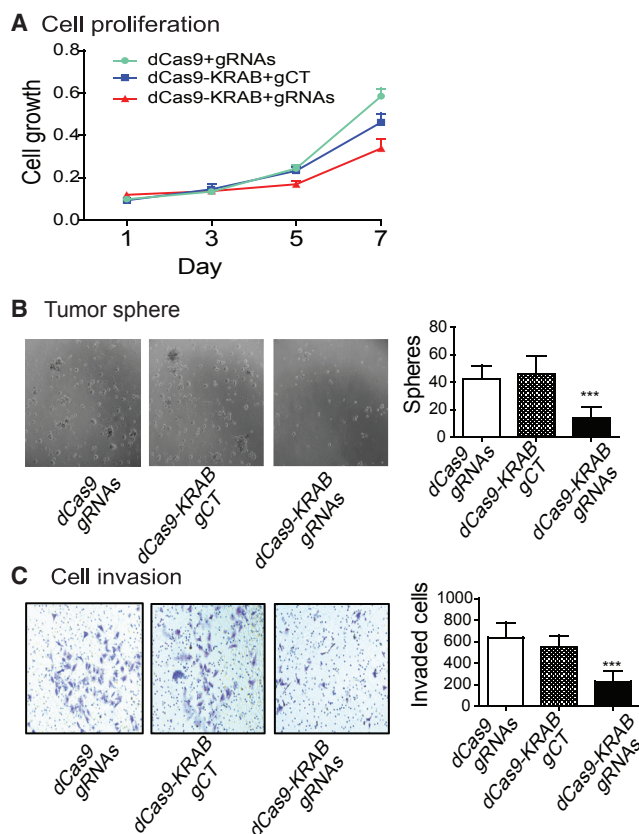 A Cell proliferation
dCas9+gRNAs
dCas9-KRAB+gCT
dCas9-KRAB+gRNAs
Cell growth
0.8
0.6
0.4
0.2
0.0
1 3 5 7
Day
B Tumor sphere
dCas9
gRNAs
dCas9-KRAB
gCT
dCas9-KRAB
gRNAs
Spheres
80
60
40
20
0
***
dCas9
gRNAs
dCas9-KRAB
gCT
dCas9-KRAB
gRNAs
C Cell invasion
dCas9
gRNAs
dCas9-KRAB
gCT
dCas9-KRAB
gRNAs
Invaded cells
1000
800
600
400
200
0
***
dCas9
gRNAs
dCas9-KRAB
gCT
dCas9-KRAB
gRNAs